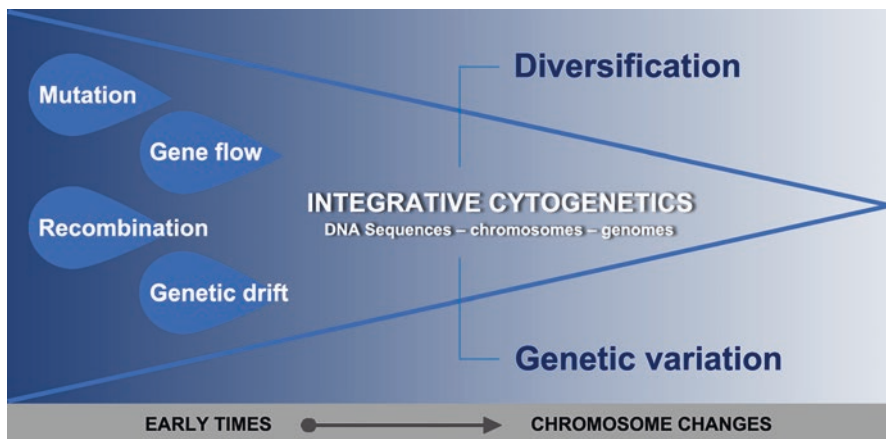 Mutation
Gene flow
Recombination
Genetic drift
Diversification
INTEGRATIVE CYTOGENETICS
DNA Sequences – chromosomes – genomes
Genetic variation
EARLY TIMES
CHROMOSOME CHANGES